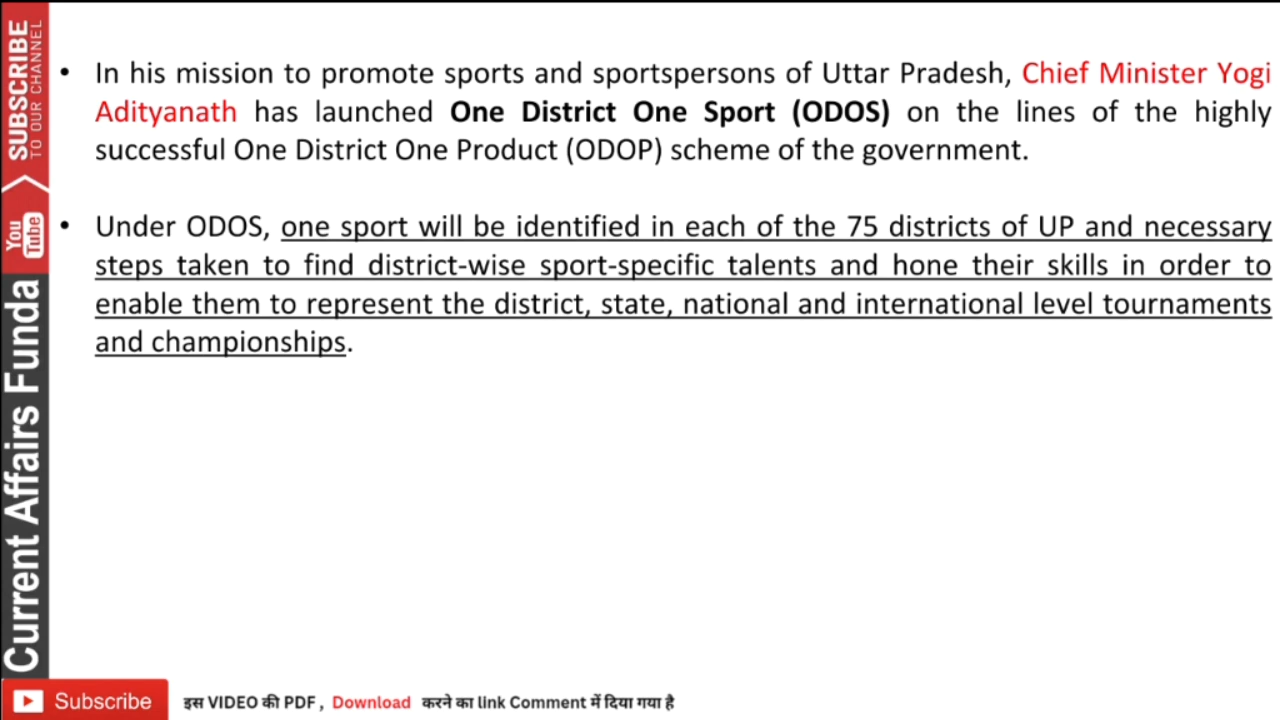 SUBSCRIBE
TO OUR CHANNEL
You Tube
Current Affairs Funda
• In his mission to promote sports and sportspersons of Uttar Pradesh, Chief Minister Yogi
Adityanath has launched One District One Sport (ODOS) on the lines of the highly
successful One District One Product (ODOP) scheme of the government.
• Under ODOS, one sport will be identified in each of the 75 districts of UP and necessary
steps taken to find district-wise sport-specific talents and hone their skills in order to
enable them to represent the district, state, national and international level tournaments
and championships.
Subscribe इस VIDEO की PDF , Download करने का link Comment में दिया गया है